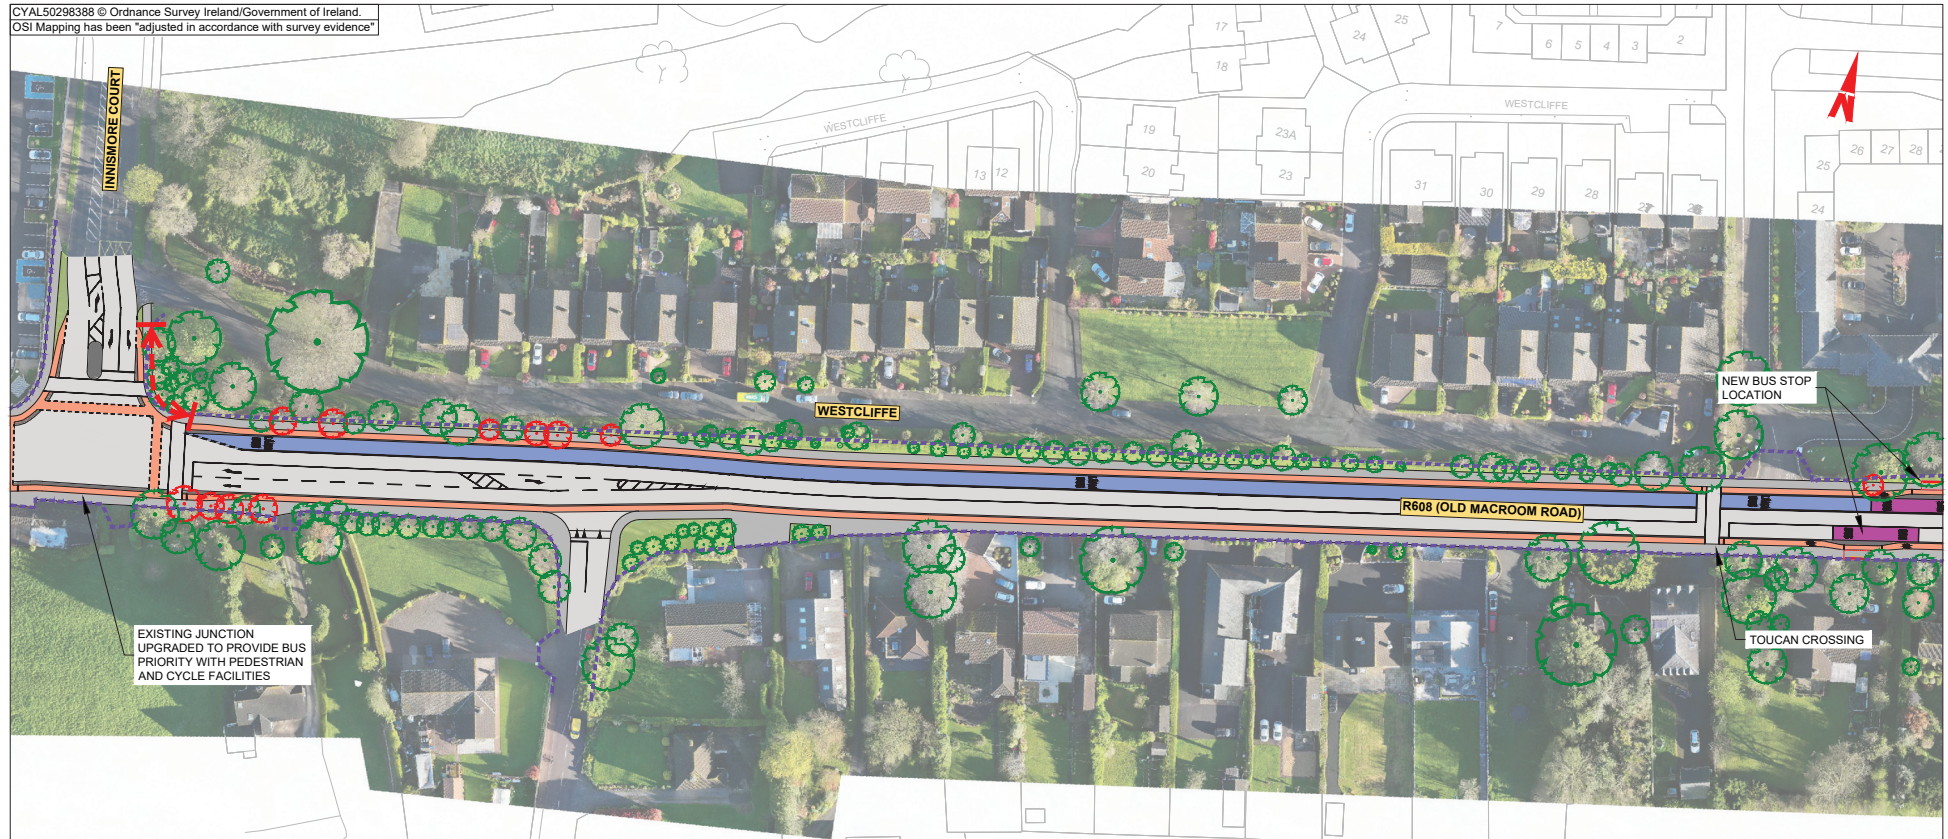 CYAL50298388 © Ordnance Survey Ireland/Government of Ireland.
OSI Mapping has been "adjusted in accordance with survey evidence"
INNISMORE COURT
17
18
24
25
7
6
5
4
3
2
WESTCLIFFE
WESTCLIFFE
13
12
19
20
23A
23
31
30
29
28
27
26
25
24
26
27
28
N
WESTCLIFFE
NEW BUS STOP
LOCATION
R608 (OLD MACROOM ROAD)
EXISTING JUNCTION
UPGRADED TO PROVIDE BUS
PRIORITY WITH PEDESTRIAN
AND CYCLE FACILITIES
TOUCAN CROSSING